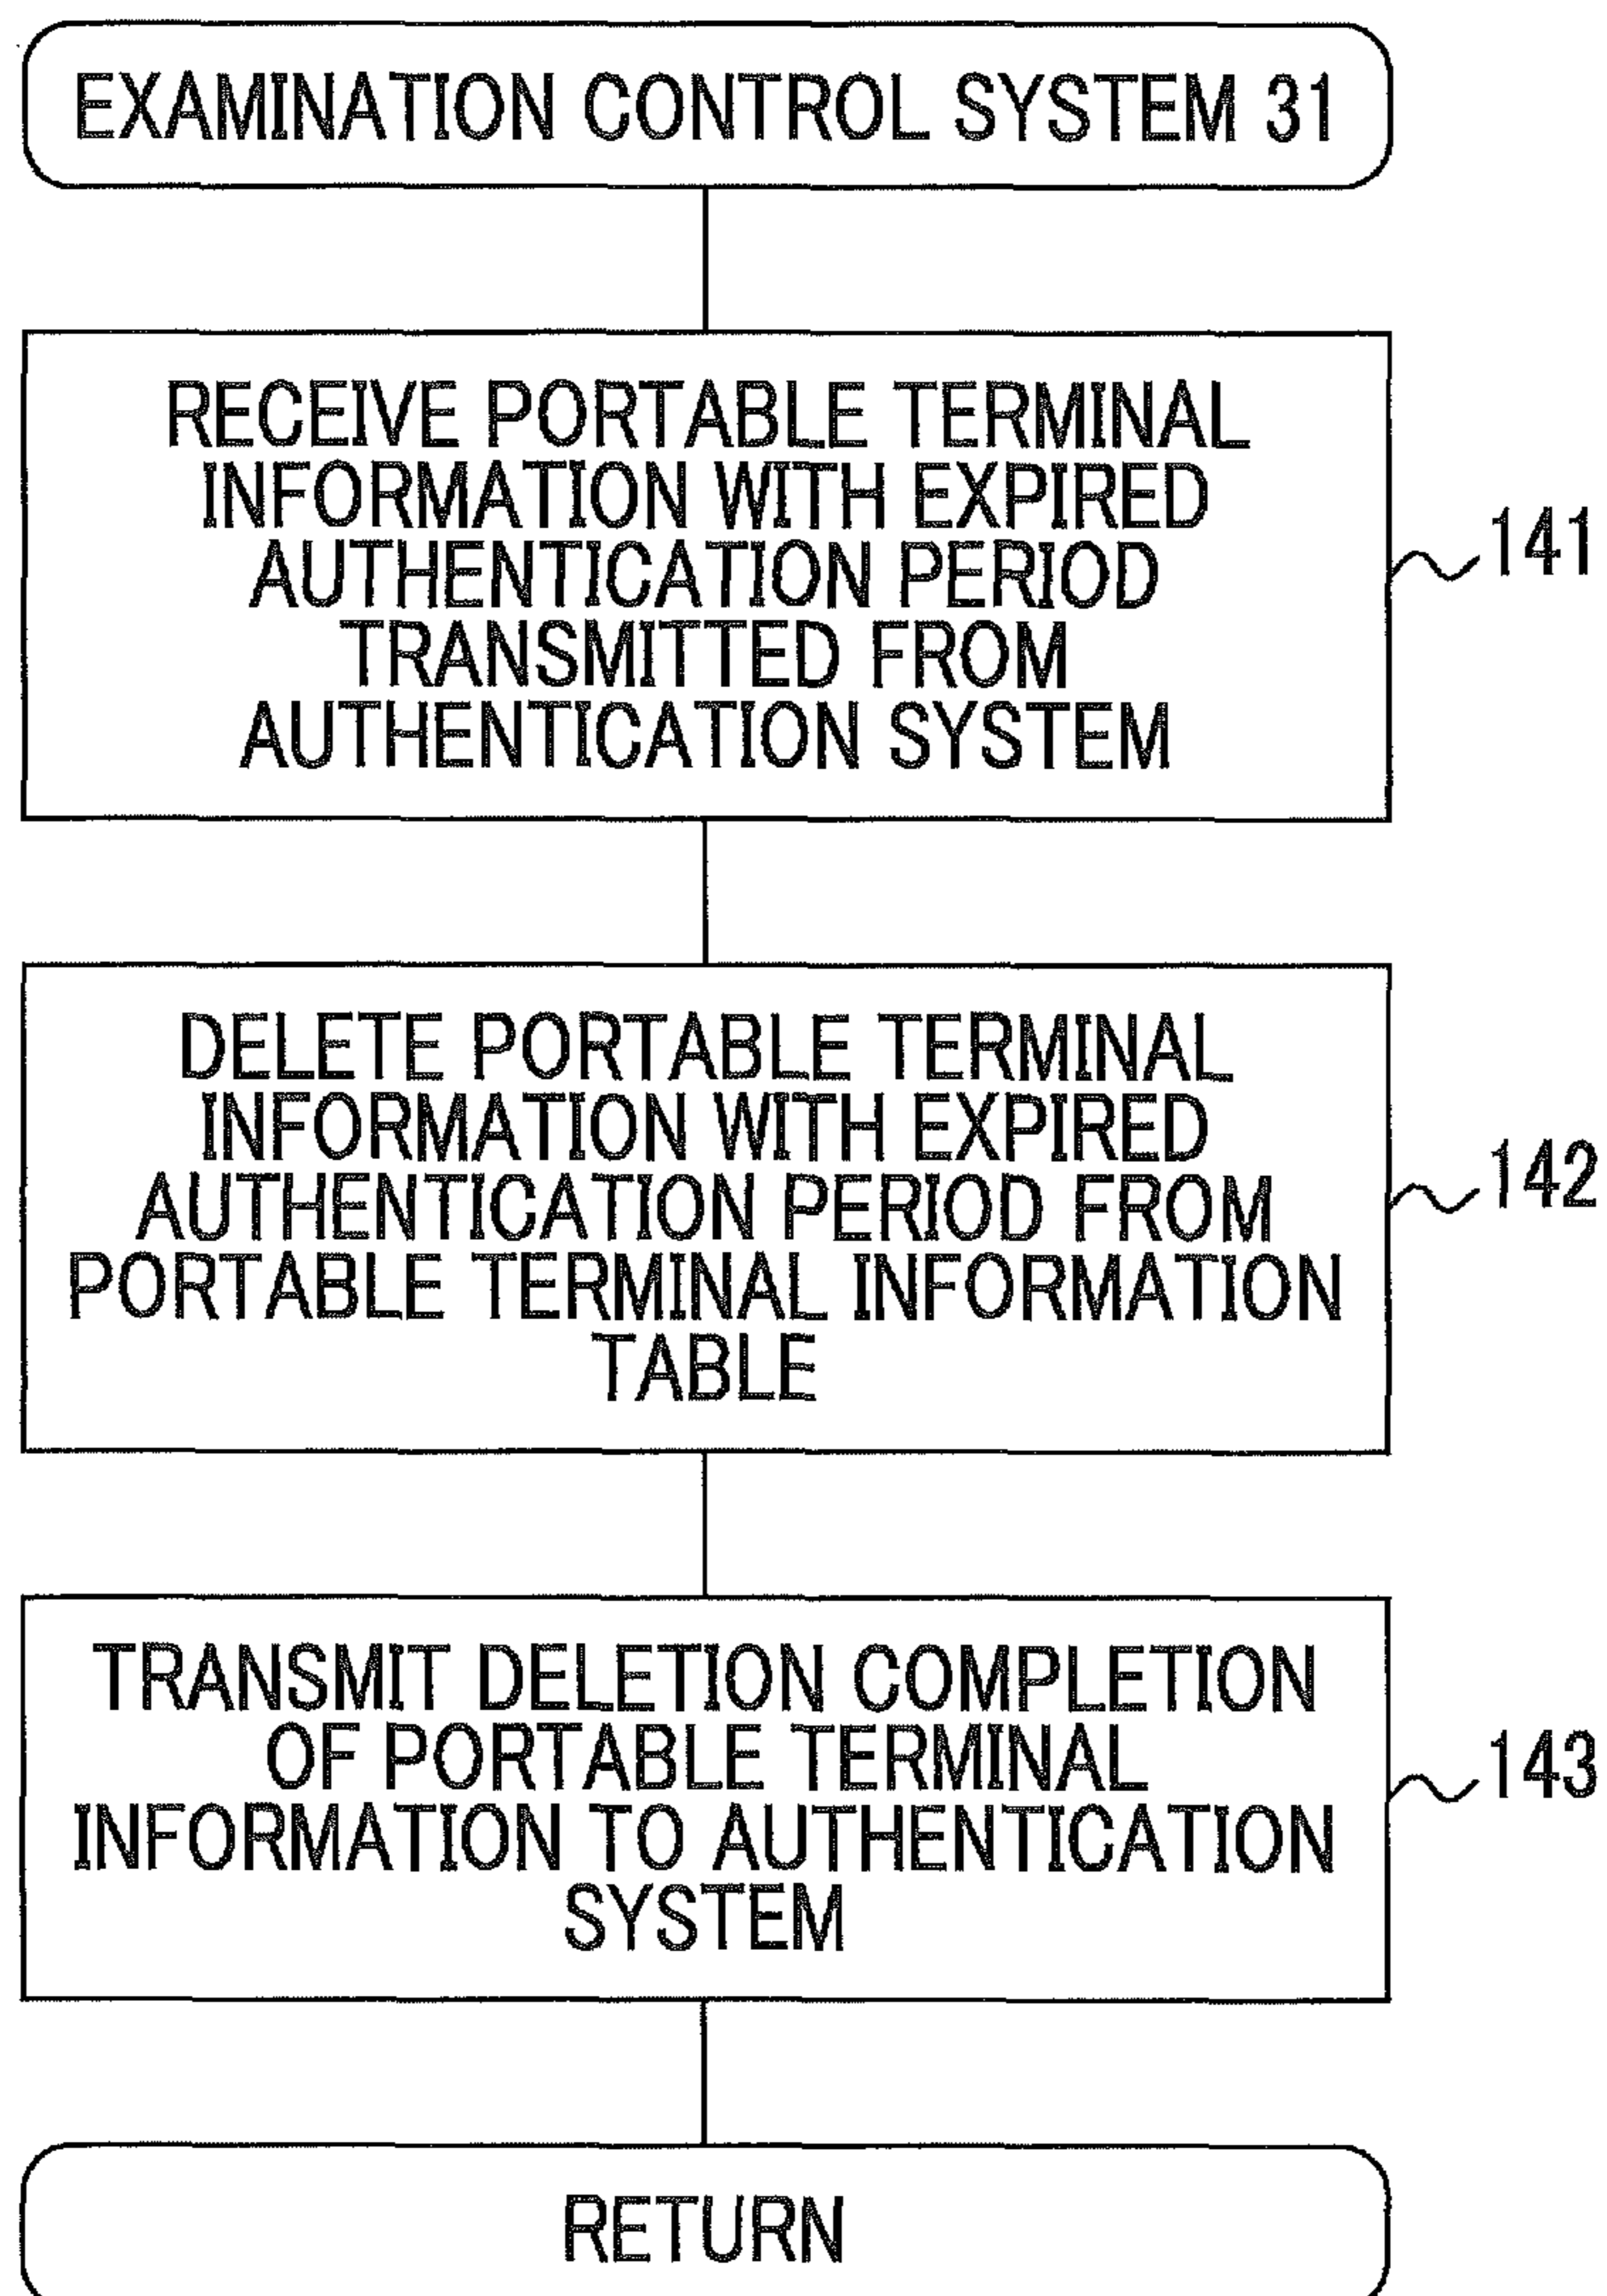 EXAMINATION CONTROL SYSTEM 31
RECEIVE PORTABLE TERMINAL
INFORMATION WITH EXPIRED
AUTHENTICATION PERIOD
TRANSMITTED FROM
AUTHENTICATION SYSTEM
141
DELETE PORTABLE TERMINAL
INFORMATION WITH EXPIRED
AUTHENTICATION PERIOD FROM
PORTABLE TERMINAL INFORMATION
TABLE
142
TRANSMIT DELETION COMPLETION
OF PORTABLE TERMINAL
INFORMATION TO AUTHENTICATION
SYSTEM
143
RETURN